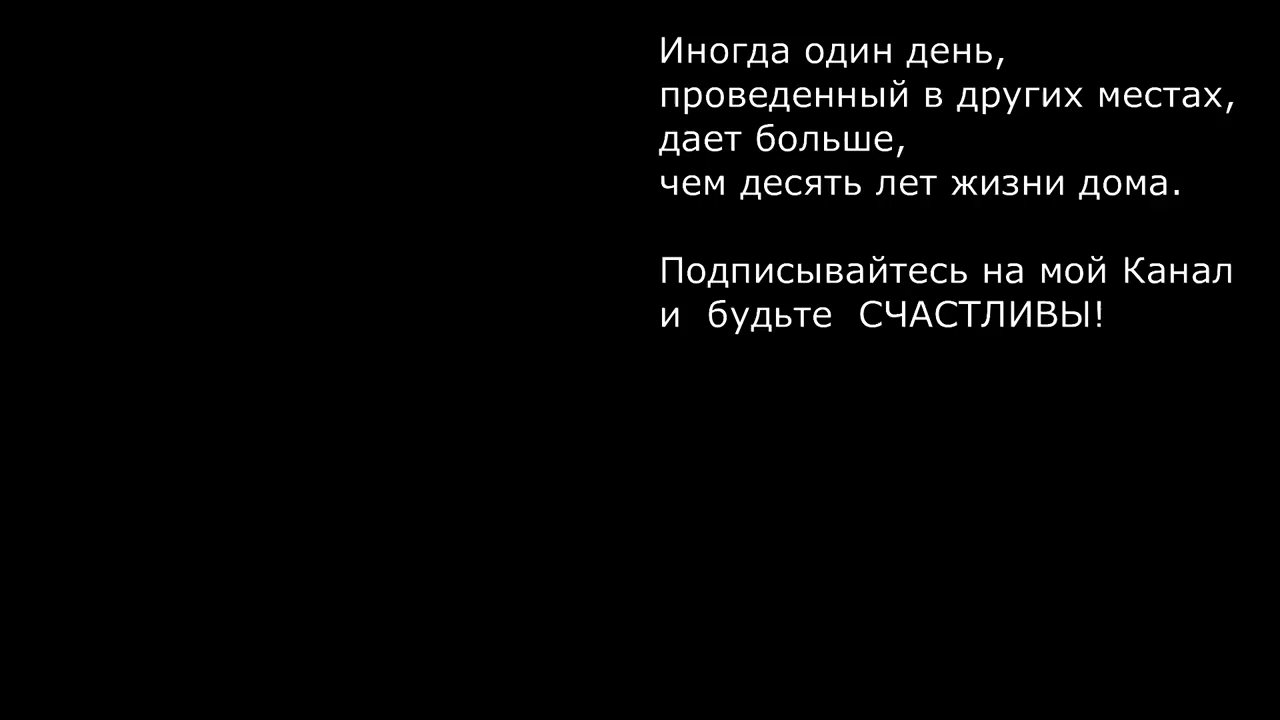 Иногда один день,
проведенный в других местах,
дает больше,
чем десять лет жизни дома.
Подписывайтесь на мой Канал
и будьте СЧАСТЛИВЫ!